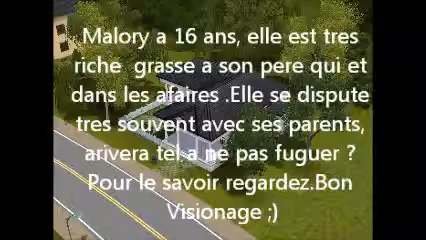 Malory a 16 ans, elle est tres
riche  grasse a son pere qui et
dans les afaires .Elle se dispute
tres souvent avec ses parents,
arivera tel a ne pas fuguer ?
Pour le savoir regardez.Bon
Visionage ;)